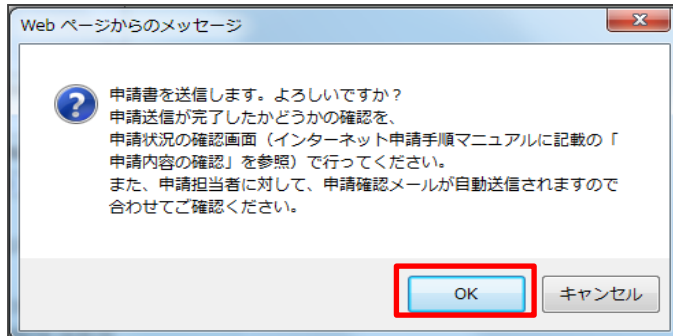 Web ページからのメッセージ
申請書を送信します。よろしいですか？
申請送信が完了したかどうかの確認を、
申請状況の確認画面（インターネット申請手順マニュアルに記載の「
申請内容の確認」を参照）で行ってください。
また、申請担当者に対して、申請確認メールが自動送信されますので
合わせてご確認ください。
OK
キャンセル